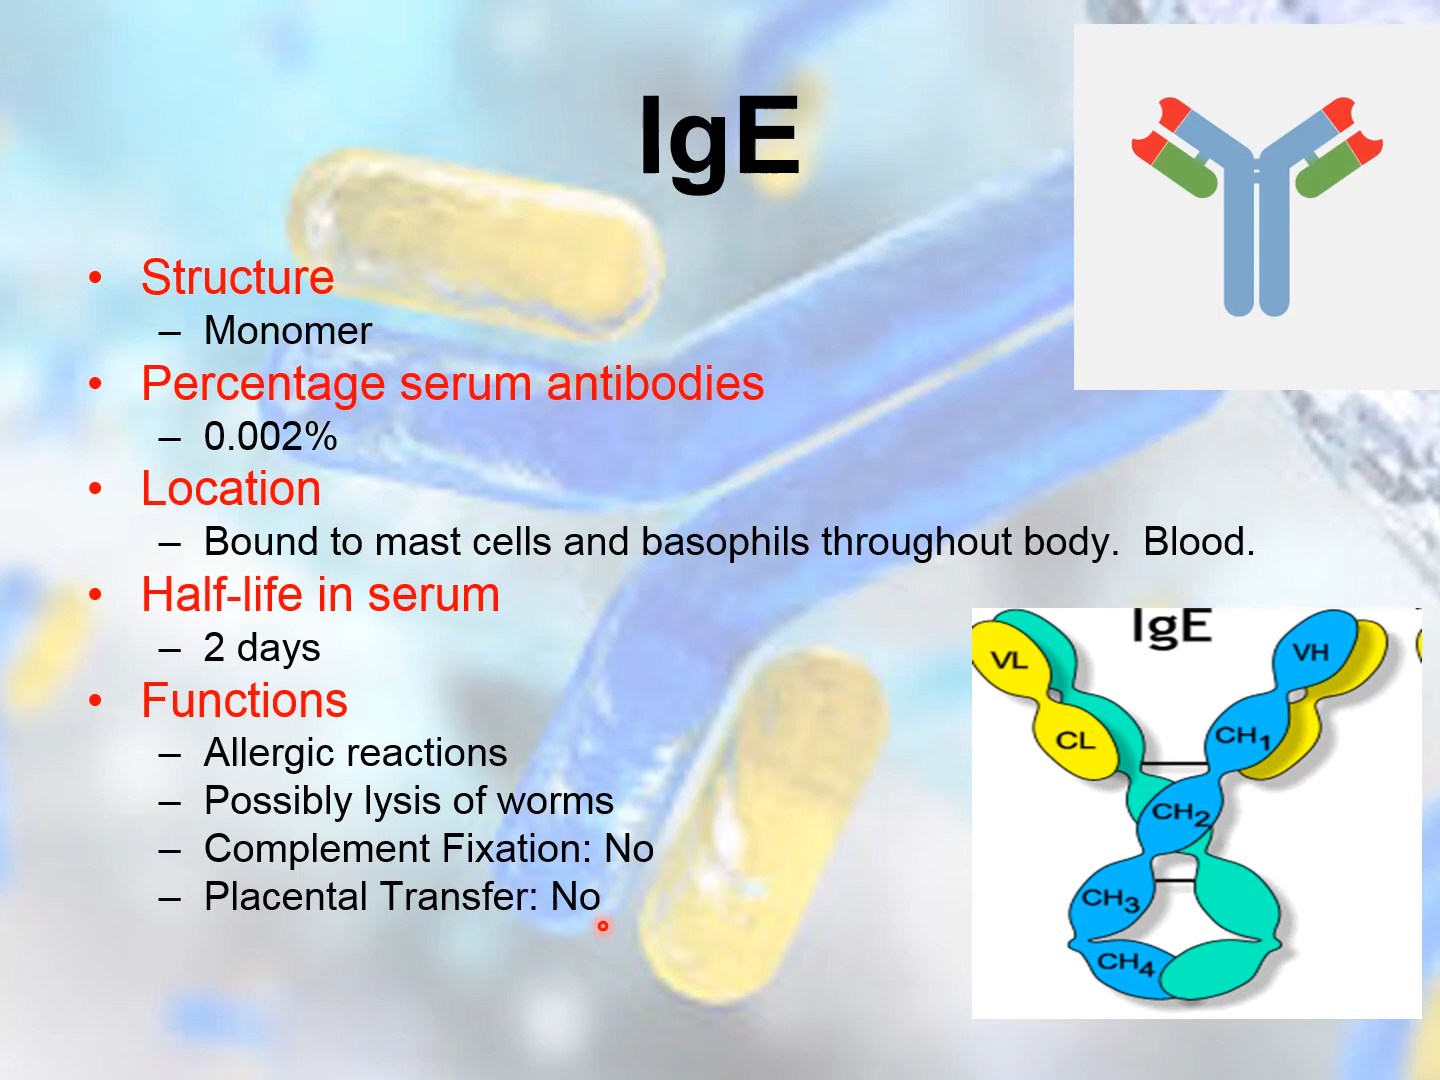 IgE
• Structure
– Monomer
• Percentage serum antibodies
– 0.002%
• Location
– Bound to mast cells and basophils throughout body.  Blood.
• Half-life in serum
– 2 days
• Functions
– Allergic reactions
– Possibly lysis of worms
– Complement Fixation: No
– Placental Transfer: No
IgE
VL
VH
CL
CH1
CH2
CH3
CH4